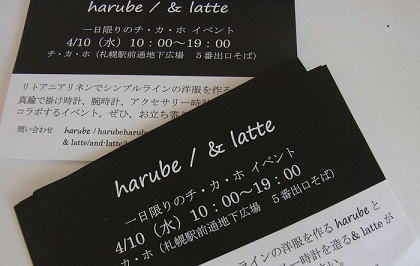 harube / & latte
一日限りのチ・カ・ホ イベント
4/10（水）10：00～19：00
チ・カ・ホ（札幌駅前通地下広場　５番出口そば）
リトアニアリネンでシンプルラインの洋服を作る
真鍮で掛け時計、腕時計、アクセサリー時計
コラボするイベント。ぜひ、お立ち寄
問い合わせ　harube / harubeharu
& latte/and-latte
harube / & latte
一日限りのチ・カ・ホ イベント
4/10（水）10：00～19：00
チ・カ・ホ（札幌駅前通地下広場　５番出口そば）
ラインの洋服を作る harube と
ー時計を造る& latte が
さい。